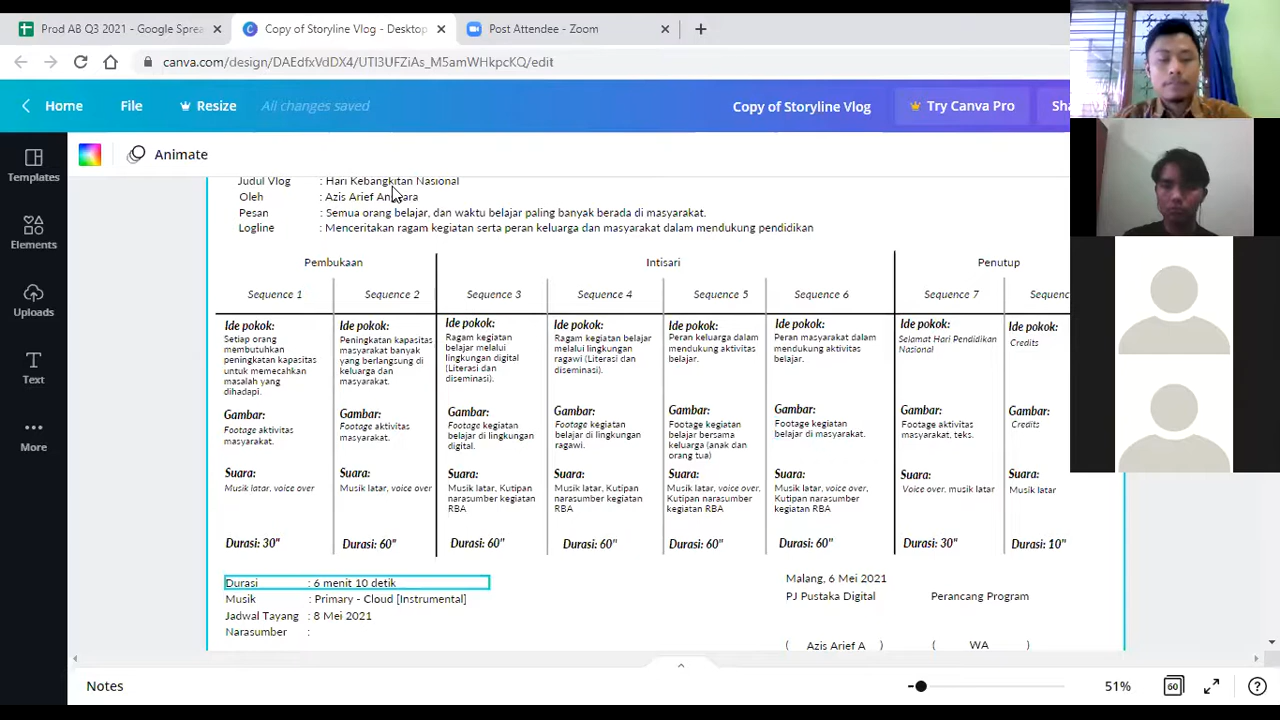 Prod AB Q3 2021 - Google Spre
Copy of Storyline Vlog - Desktop
Post Attendee - Zoom
Home
File
Resize
All changes saved
Copy of Storyline Vlog
Try Canva Pro
Sha
Templates
Elements
Uploads
Text
More
Animate
Judul Vlog : Hari Kebangkitan Nasional
Oleh : Azis Arief
Pesan : Semua orang belajar, dan waktu belajar paling banyak berada di masyarakat.
Logline : Menceritakan ragam kegiatan serta peran keluarga dan masyarakat dalam mendukung pendidikan
Pembukaan
Intisari
Penutup
Sequence 1
Sequence 2
Sequence 3
Sequence 4
Sequence 5
Sequence 6
Sequence 7
Sequenc
Ide pokok:
Setiap orang
membutuhkan
peningkatan kapasitas
untuk memecahkan
masalah yang
dihadapi.
Gambar:
Footage aktivitas
masyarakat.
Suara:
Musik latar, voice over
Durasi: 30"
Ide pokok:
Peningkatan kapasitas
masyarakat banyak
yang berlangsung di
keluarga dan
masyarakat.
Gambar:
Footage aktivitas
masyarakat.
Suara:
Musik latar, voice over
Durasi: 60"
Ide pokok:
Ragam kegiatan
belajar melalui
lingkungan digital
(Literasi dan
diseminasi).
Gambar:
Footage kegiatan
belajar di lingkungan
digital.
Suara:
Musik latar, Kutipan
narasumber kegiatan
RBA
Durasi: 60"
Ide pokok:
Ragam kegiatan belajar
melalui lingkungan
ragawi (Literasi dan
diseminasi).
Gambar:
Footage kegiatan
belajar di lingkungan
ragawi.
Suara:
Musik latar, Kutipan
narasumber kegiatan
RBA
Durasi: 60"
Ide pokok:
Peran keluarga dalam
mendukung aktivitas
belajar.
Gambar:
Footage kegiatan
belajar bersama
keluarga (anak dan
orang tua)
Suara:
Musik latar, voice over,
Kutipan narasumber
kegiatan RBA
Durasi: 60"
Ide pokok:
Peran masyarakat dalam
mendukung aktivitas
belajar.
Gambar:
Footage kegiatan
belajar di masyarakat.
Suara:
Musik latar, voice over,
Kutipan narasumber
kegiatan RBA
Durasi: 60"
Ide pokok:
Selamat Hari Pendidikan
Nasional
Gambar:
Footage aktivitas
masyarakat, teks.
Suara:
Voice over, musik latar
Durasi: 30"
Ide pokok:
Credits
Gambar:
Credits
Suara:
Musik latar
Durasi: 10"
Durasi : 6 menit 10 detik
Musik : Primary - Cloud [Instrumental]
Jadwal Tayang : 8 Mei 2021
Narasumber :
Malang, 6 Mei 2021
PJ Pustaka Digital
Perancang Program
( Azis Arief A )
( WA )
Notes
51%
60